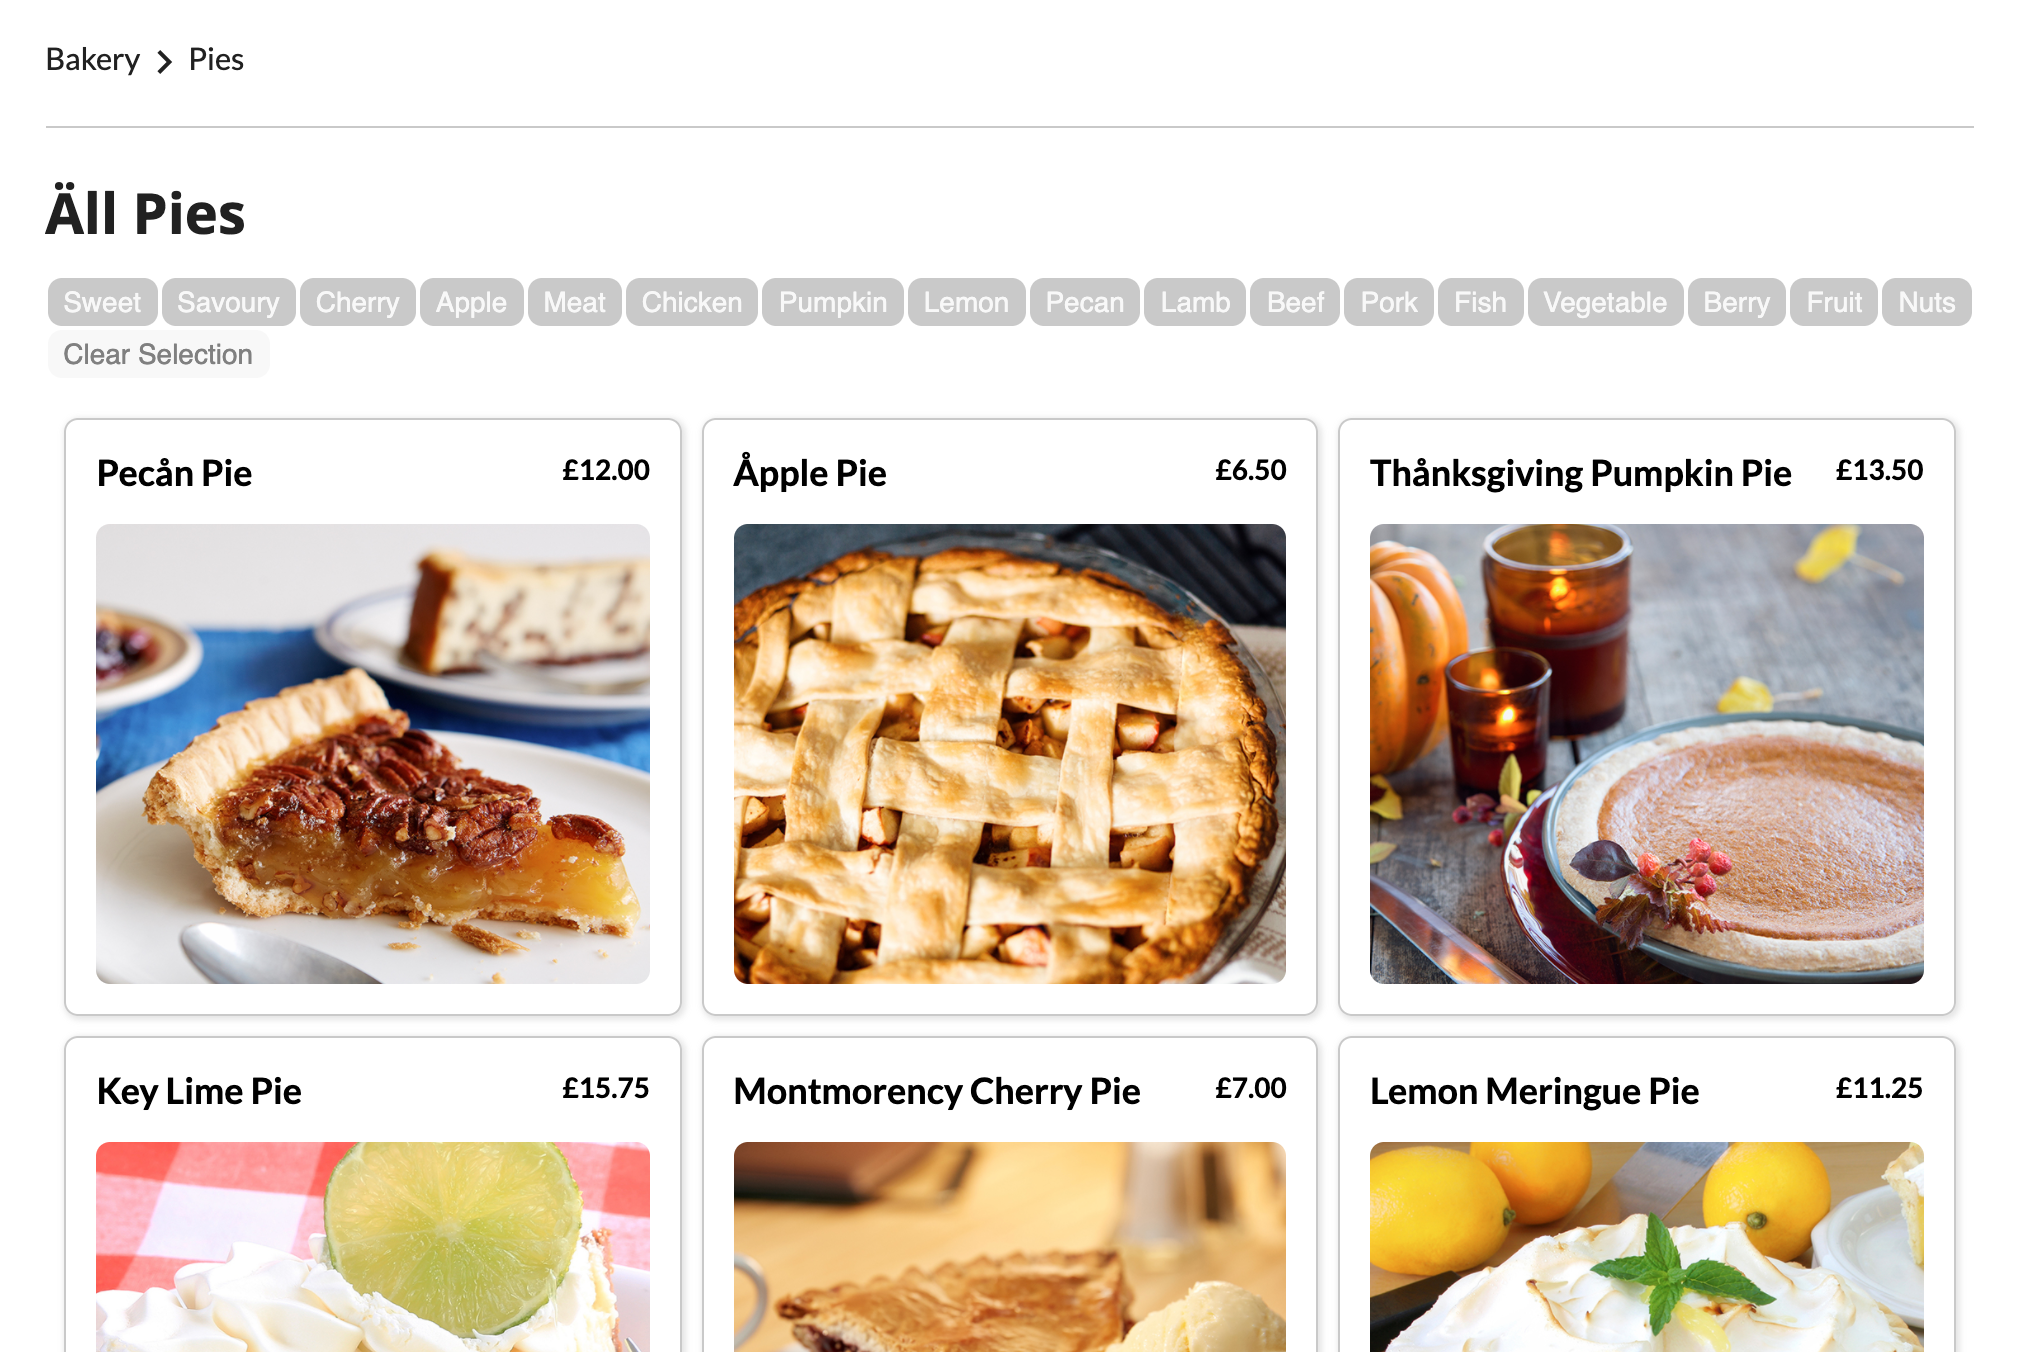 Bakery > Pies
Äll Pies
Sweet Savoury Cherry Apple Meat Chicken Pumpkin Lemon Pecan Lamb Beef Pork Fish Vegetable Berry Fruit Nuts
Clear Selection
Pecån Pie £12.00
Åpple Pie £6.50
Thånksgiving Pumpkin Pie £13.50
Key Lime Pie £15.75
Montmorency Cherry Pie £7.00
Lemon Meringue Pie £11.25